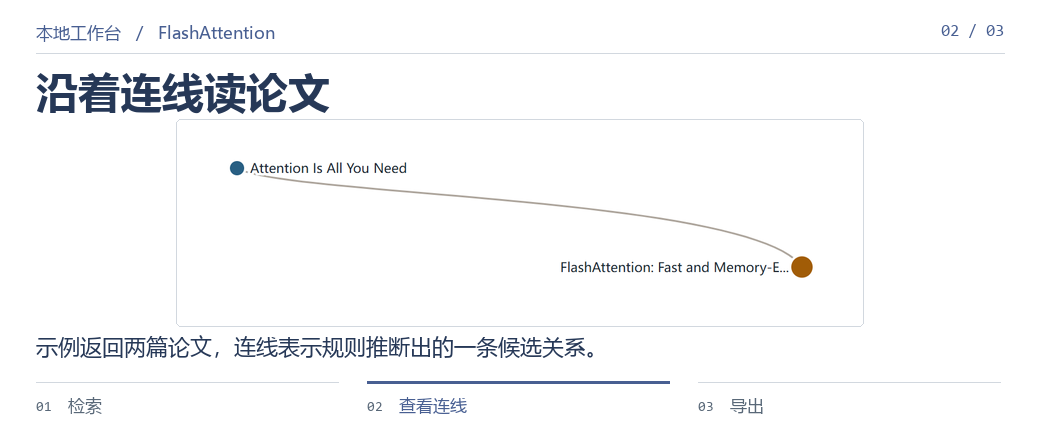 本地工作台 / FlashAttention
02 / 03
沿着连线读论文
Attention Is All You Need
FlashAttention: Fast and Memory-E...
示例返回两篇论文，连线表示规则推断出的一条候选关系。
01 检索
02 查看连线
03 导出